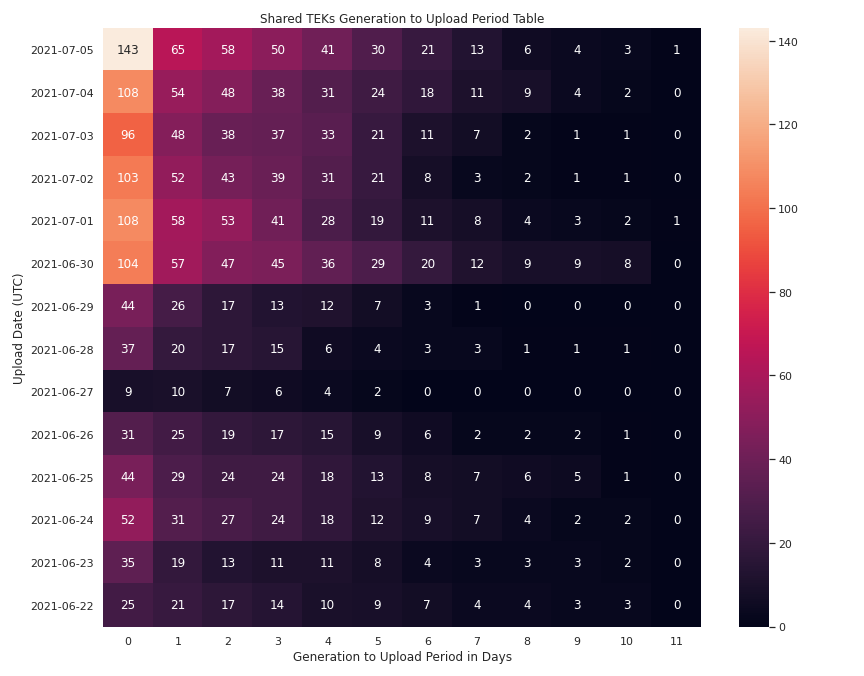 Shared TEKs Generation to Upload Period Table
2021-07-05 143 65 58 50 41 30 21 13 6 4 3 1
2021-07-04 108 54 48 38 31 24 18 11 9 4 2 0
2021-07-03 96 48 38 37 33 21 11 7 2 1 1 0
2021-07-02 103 52 43 39 31 21 8 3 2 1 1 0
2021-07-01 108 58 53 41 28 19 11 8 4 3 2 1
2021-06-30 104 57 47 45 36 29 20 12 9 9 8 0
2021-06-29 44 26 17 13 12 7 3 1 0 0 0 0
2021-06-28 37 20 17 15 6 4 3 3 1 1 1 0
2021-06-27 9 10 7 6 4 2 0 0 0 0 0 0
2021-06-26 31 25 19 17 15 9 6 2 2 2 1 0
2021-06-25 44 29 24 24 18 13 8 7 6 5 1 0
2021-06-24 52 31 27 24 18 12 9 7 4 2 2 0
2021-06-23 35 19 13 11 11 8 4 3 3 3 2 0
2021-06-22 25 21 17 14 10 9 7 4 4 3 3 0
0 1 2 3 4 5 6 7 8 9 10 11
Generation to Upload Period in Days
Upload Date (UTC)
140
120
100
80
60
40
20
0